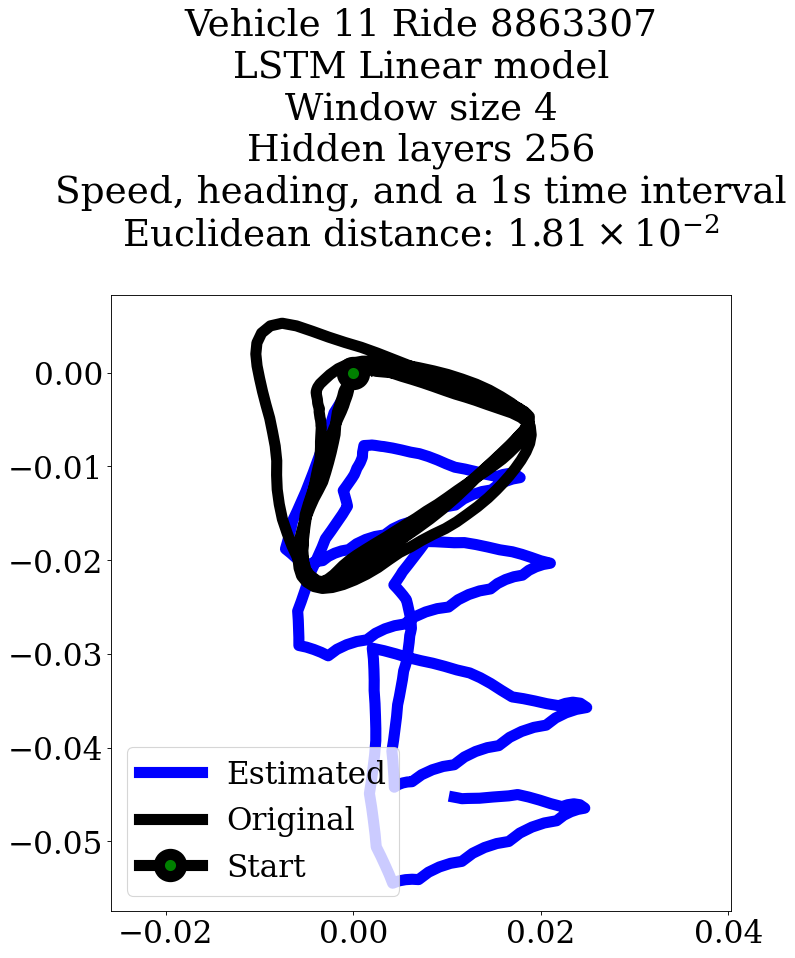 Vehicle 11 Ride 8863307
LSTM Linear model
Window size 4
Hidden layers 256
Speed, heading, and a 1s time interval
Euclidean distance: 1.81 × 10⁻²
0.00
−0.01
−0.02
−0.03
−0.04
−0.05
Estimated
Original
Start
−0.02
0.00
0.02
0.04